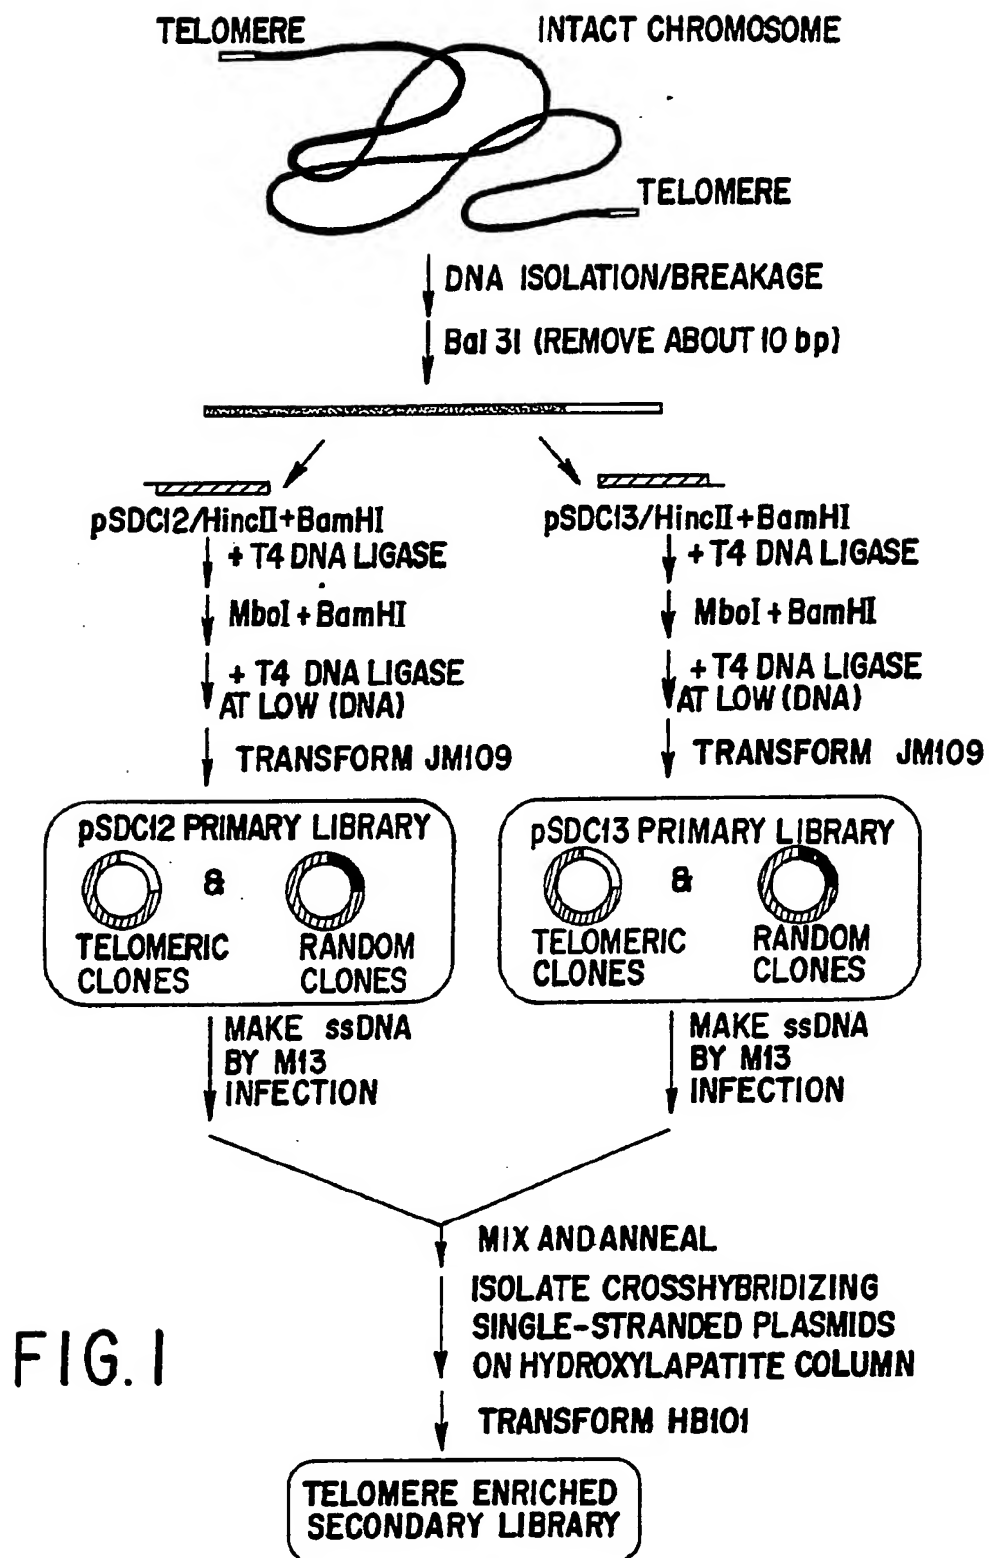 TELOMERE
INTACT CHROMOSOME
TELOMERE
DNA ISOLATION/BREAKAGE
Bal 31 (REMOVE ABOUT 10 bp)
pSDC12/HincII+BamHI
+ T4 DNA LIGASE
MboI + BamHI
+ T4 DNA LIGASE
AT LOW (DNA)
TRANSFORM JM109
pSDC12 PRIMARY LIBRARY
&
TELOMERIC
CLONES
RANDOM
CLONES
MAKE ssDNA
BY M13
INFECTION
pSDC13/HincII+BamHI
+ T4 DNA LIGASE
MboI + BamHI
+ T4 DNA LIGASE
AT LOW (DNA)
TRANSFORM JM109
pSDC13 PRIMARY LIBRARY
&
TELOMERIC
CLONES
RANDOM
CLONES
MAKE ssDNA
BY M13
INFECTION
MIX AND ANNEAL
ISOLATE CROSSHYBRIDIZING
SINGLE-STRANDED PLASMIDS
ON HYDROXYLAPATITE COLUMN
TRANSFORM HB101
TELOMERE ENRICHED
SECONDARY LIBRARY
FIG. 1